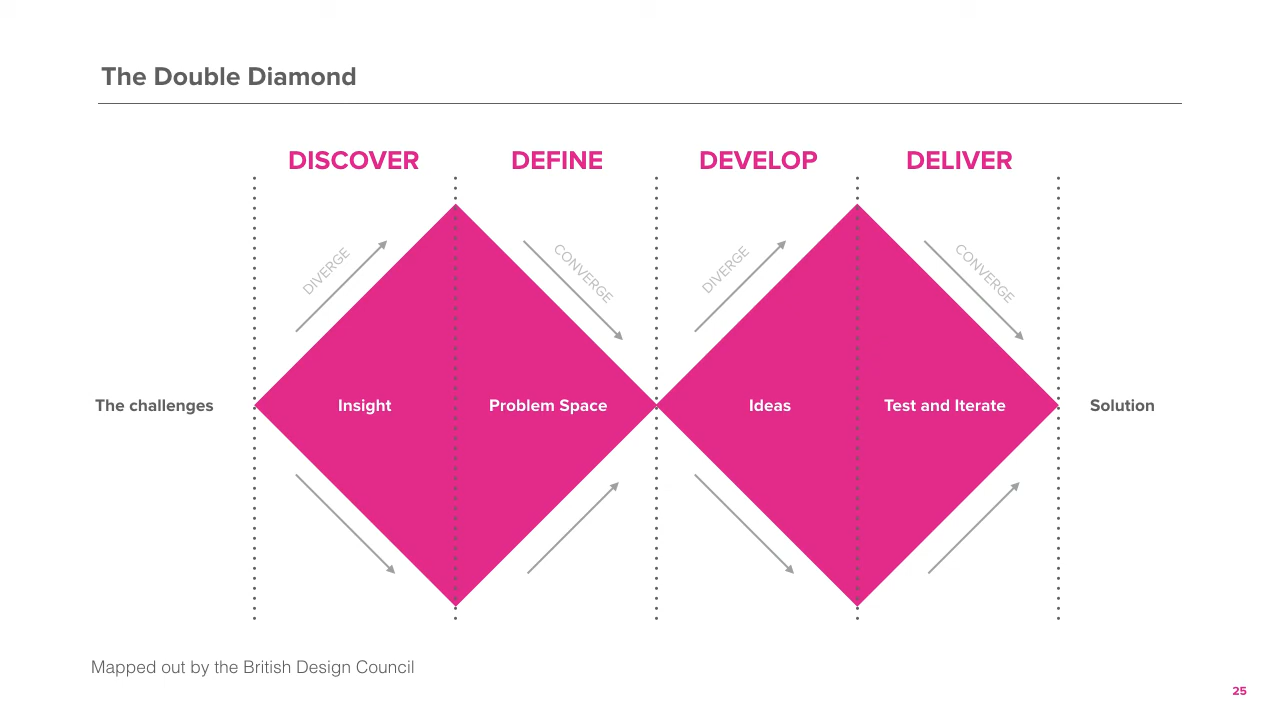 The Double Diamond
DISCOVER
DEFINE
DEVELOP
DELIVER
DIVERGE
CONVERGE
DIVERGE
CONVERGE
The challenges
Insight
Problem Space
Ideas
Test and Iterate
Solution
Mapped out by the British Design Council
25